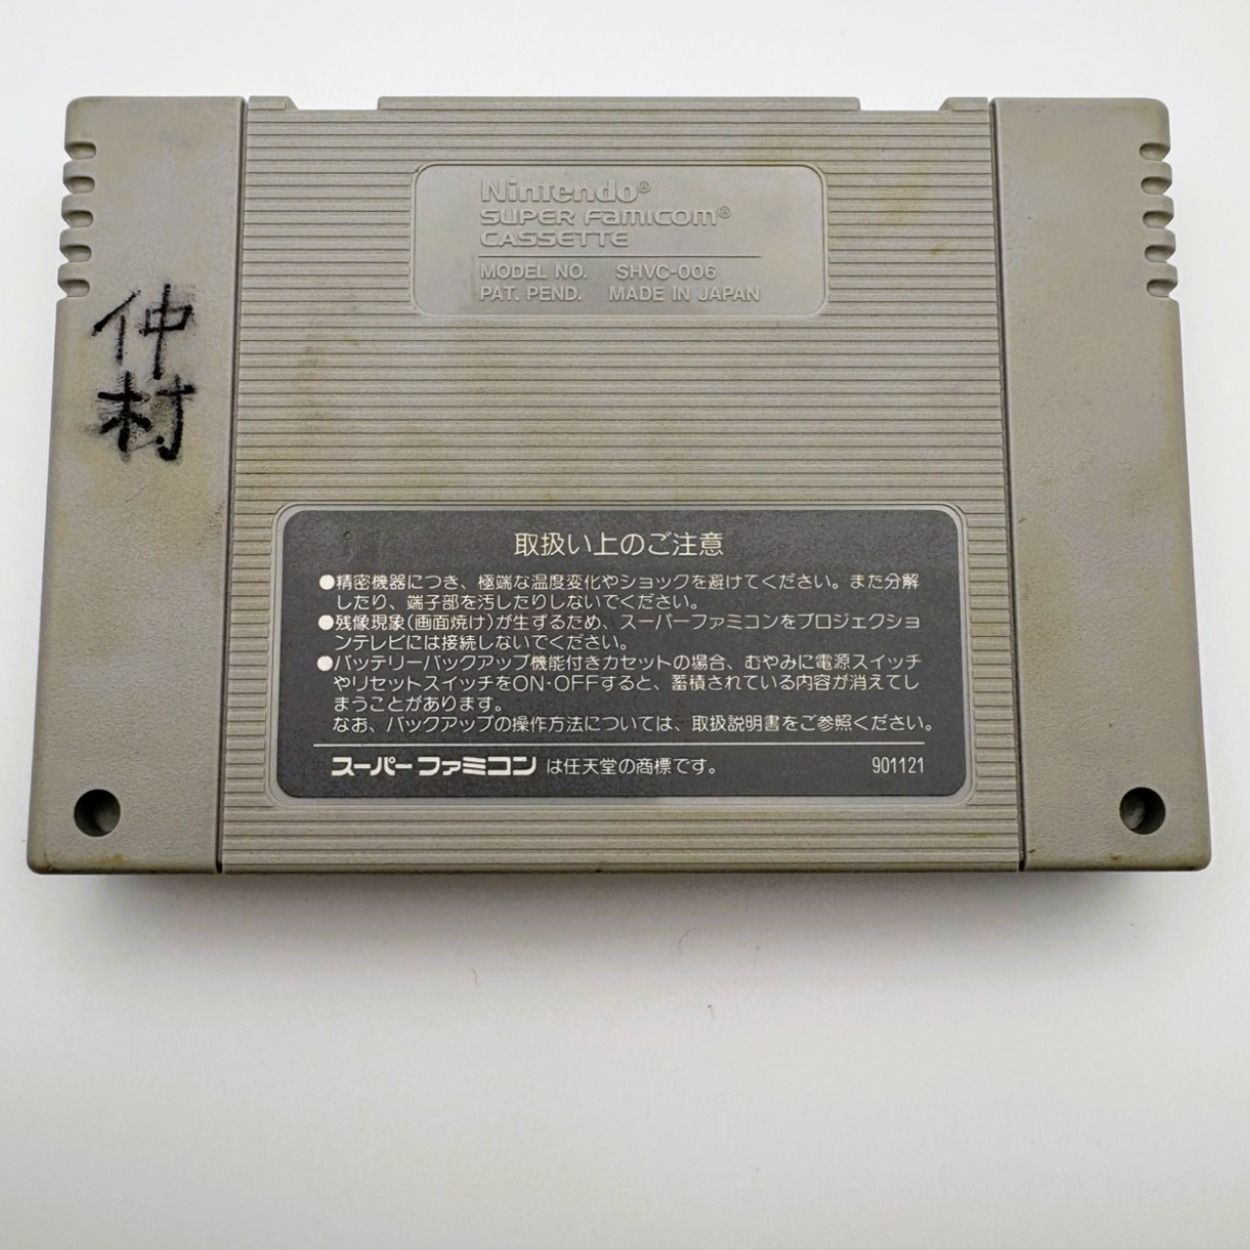 Nintendo®
SUPER FAMICOM®
CASSETTE
MODEL NO. SHVC-006
PAT. PEND. MADE IN JAPAN
仲村
取扱い上のご注意
●精密機器につき、極端な温度変化やショックを避けてください。また分解
したり、端子部を汚したりしないでください。
●残像現象(画面焼け)が生ずるため、スーパーファミコンをプロジェクショ
ンテレビには接続しないでください。
●バッテリーバックアップ機能付きカセットの場合、むやみに電源スイッチ
やリセットスイッチをON・OFFすると、蓄積されている内容が消えてし
まうことがあります。
なお、バックアップの操作方法については、取扱説明書をご参照ください。
スーパーファミコン は任天堂の商標です。 901121